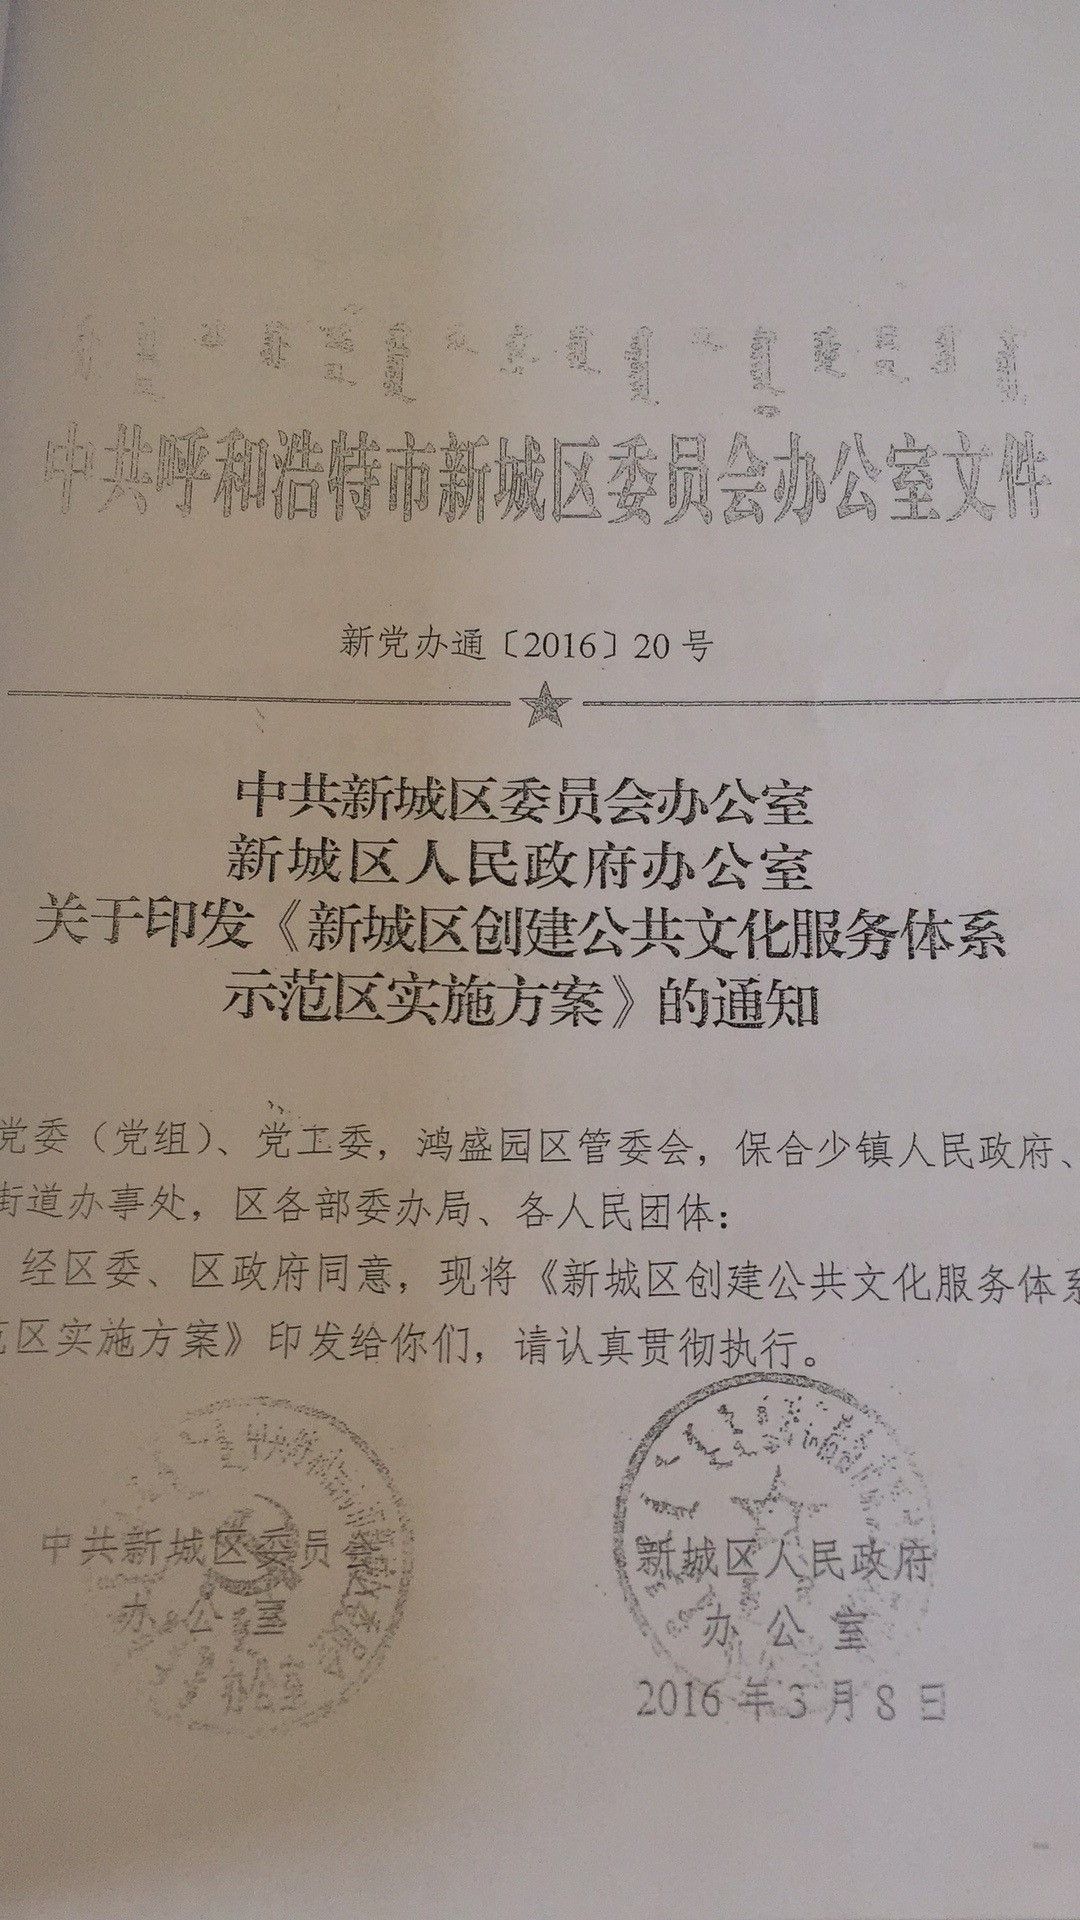 中共呼和浩特市新城区委员会办公室文件
新党办通〔2016〕20号
中共新城区委员会办公室
新城区人民政府办公室
关于印发《新城区创建公共文化服务体系
示范区实施方案》的通知
党委（党组）、党工委，鸿盛园区管委会，保合少镇人民政府、
街道办事处，区各部委办局、各人民团体：
经区委、区政府同意，现将《新城区创建公共文化服务体系
范区实施方案》印发给你们，请认真贯彻执行。
中共新城区委员会
办公室
新城区人民政府
办公室
2016年3月8日